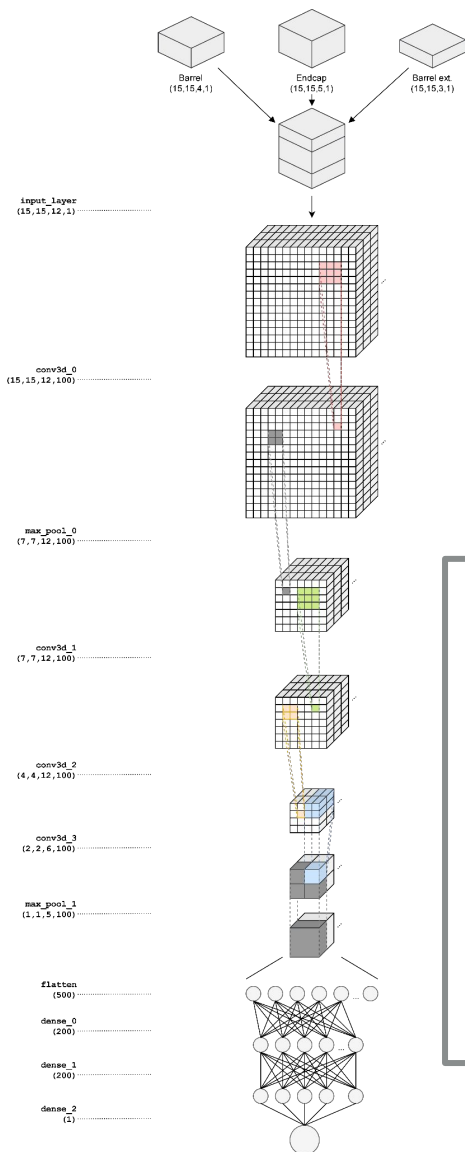 Barrel
(15,15,4,1)
Endcap
(15,15,5,1)
Barrel ext.
(15,15,3,1)
input_layer
(15,15,12,1)
conv3d_0
(15,15,12,100)
max_pool_0
(7,7,12,100)
conv3d_1
(7,7,12,100)
conv3d_2
(4,4,12,100)
conv3d_3
(2,2,6,100)
max_pool_1
(1,1,5,100)
flatten
(500)
dense_0
(200)
dense_1
(200)
dense_2
(1)